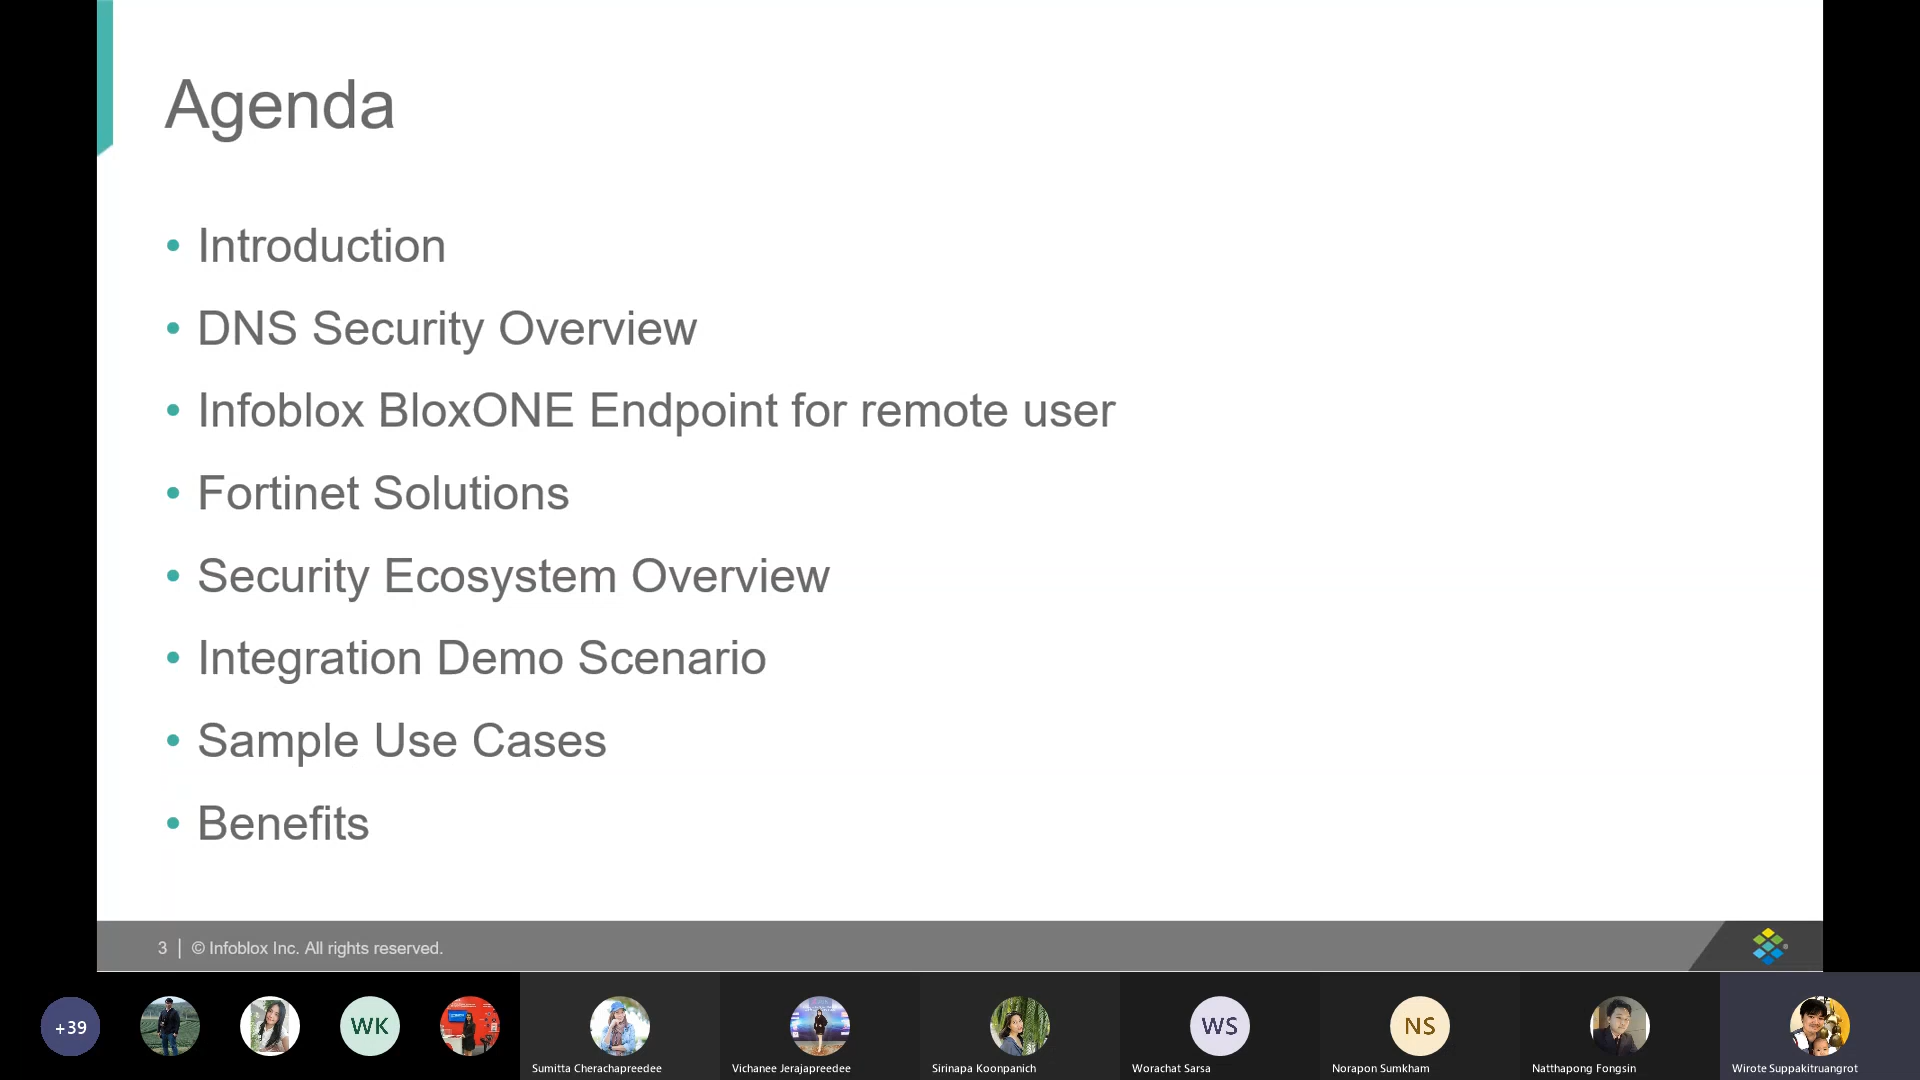 Agenda
• Introduction
• DNS Security Overview
• Infoblox BloxONE Endpoint for remote user
• Fortinet Solutions
• Security Ecosystem Overview
• Integration Demo Scenario
• Sample Use Cases
• Benefits
3 | © Infoblox Inc. All rights reserved.
+39
WK
WS
NS
Sumitta Cherachapreedee
Vichanee Jerajapreedee
Sirinapa Koonpanich
Worachat Sarsa
Norapon Sumkham
Natthapong Fongsin
Wirote Suppakitruangrot